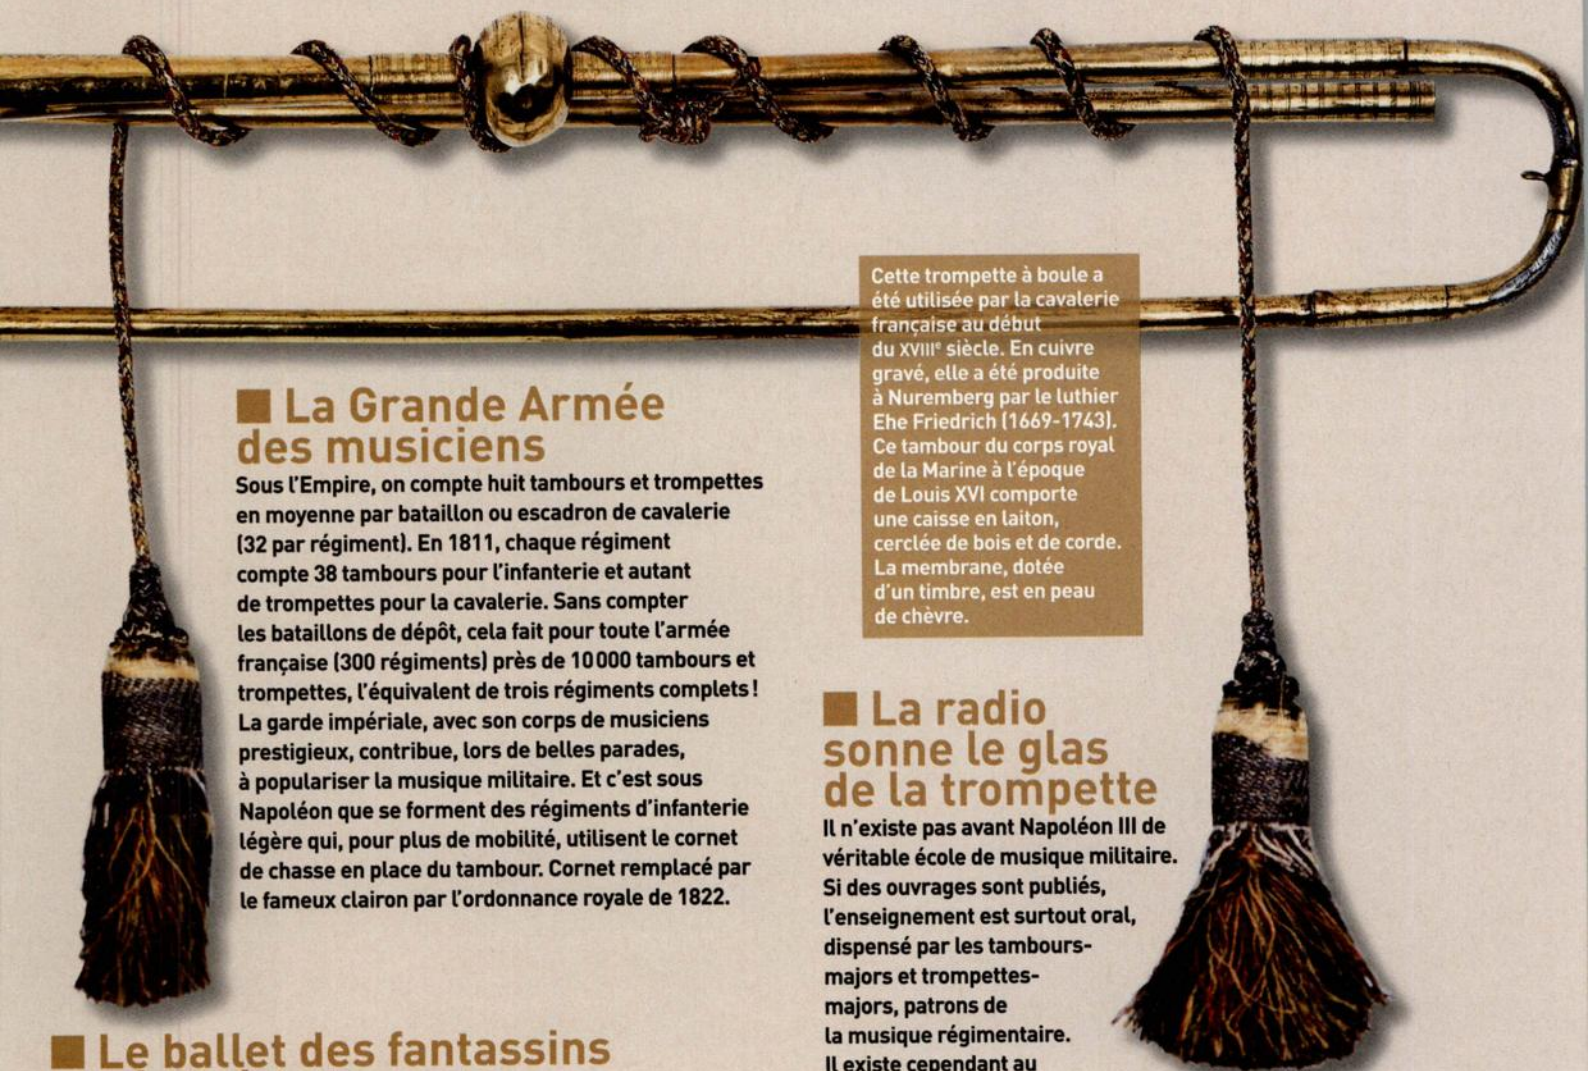 Cette trompette à boule a
été utilisée par la cavalerie
française au début
du XVIIIe siècle. En cuivre
gravé, elle a été produite
à Nuremberg par le luthier
Ehe Friedrich (1669-1743).
Ce tambour du corps royal
de la Marine à l'époque
de Louis XVI comporte
une caisse en laiton,
cerclée de bois et de corde.
La membrane, dotée
d'un timbre, est en peau
de chèvre.
■ La Grande Armée
des musiciens
Sous l'Empire, on compte huit tambours et trompettes
en moyenne par bataillon ou escadron de cavalerie
(32 par régiment). En 1811, chaque régiment
compte 38 tambours pour l'infanterie et autant
de trompettes pour la cavalerie. Sans compter
les bataillons de dépôt, cela fait pour toute l'armée
française (300 régiments) près de 10 000 tambours et
trompettes, l'équivalent de trois régiments complets !
La garde impériale, avec son corps de musiciens
prestigieux, contribue, lors de belles parades,
à populariser la musique militaire. Et c'est sous
Napoléon que se forment des régiments d'infanterie
légère qui, pour plus de mobilité, utilisent le cornet
de chasse en place du tambour. Cornet remplacé par
le fameux clairon par l'ordonnance royale de 1822.
■ La radio
sonne le glas
de la trompette
Il n'existe pas avant Napoléon III de
véritable école de musique militaire.
Si des ouvrages sont publiés,
l'enseignement est surtout oral,
dispensé par les tambours-
majors et trompettes-
majors, patrons de
la musique régimentaire.
Il existe cependant au
■ Le ballet des fantassins